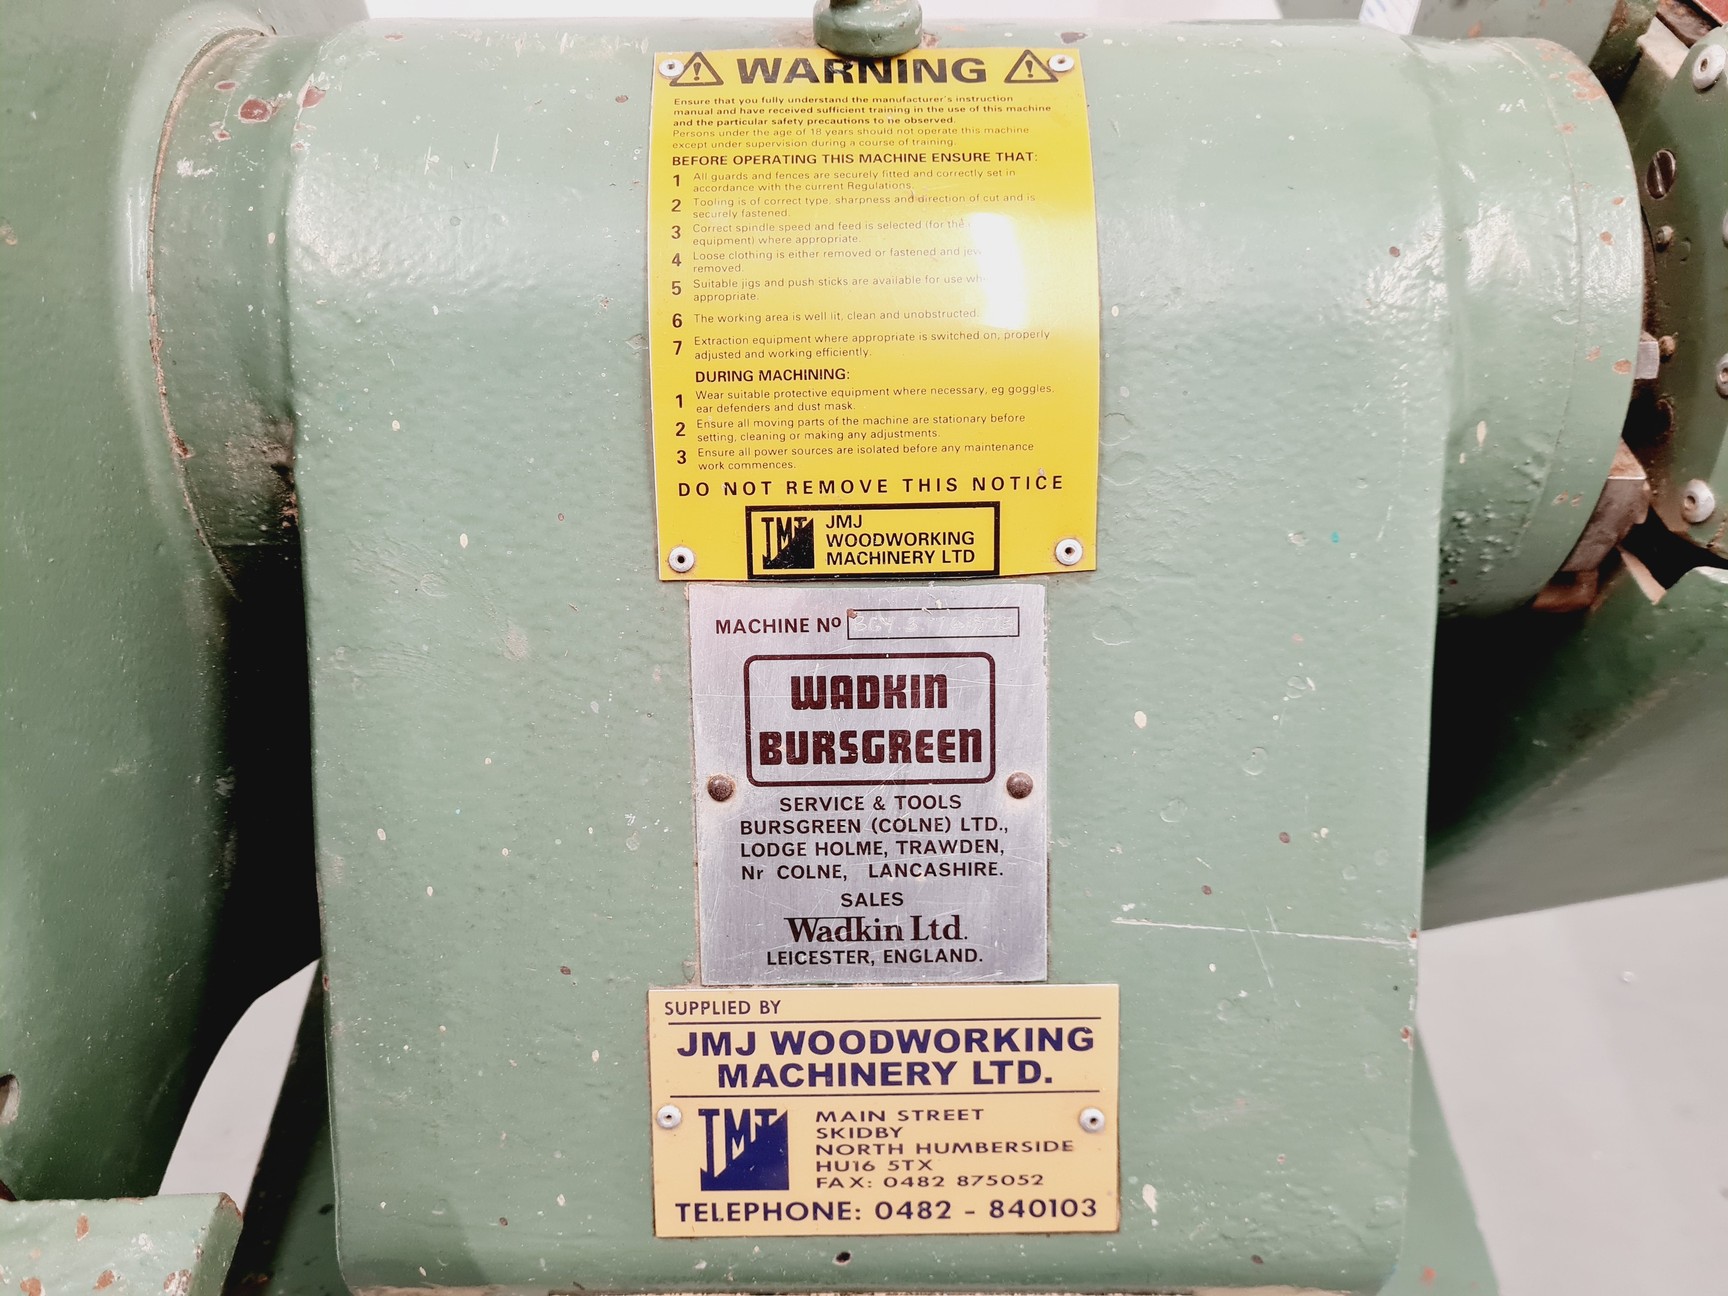 WARNING
Ensure that you fully understand the manufacturer's instruction
manual and have received sufficient training in the use of this machine
and the particular safety precautions to be observed.
Persons under the age of 18 years should not operate this machine
except under supervision during a course of training.
BEFORE OPERATING THIS MACHINE ENSURE THAT:
1 All guards and fences are securely fitted and correctly set in
accordance with the current Regulations.
2 Tooling is of correct type, sharpness and direction of cut and is
securely fastened.
3 Correct spindle speed and feed is selected (for the
equipment) where appropriate.
4 Loose clothing is either removed or fastened and
removed.
5 Suitable jigs and push sticks are available for use
appropriate.
6 The working area is well lit, clean and unobstructed.
7 Extraction equipment where appropriate is switched on, properly
adjusted and working efficiently.
DURING MACHINING:
1 Wear suitable protective equipment where necessary, eg goggles,
ear defenders and dust mask.
2 Ensure all moving parts of the machine are stationary before
setting, cleaning or making any adjustments.
3 Ensure all power sources are isolated before any maintenance
work commences.
DO NOT REMOVE THIS NOTICE
JMJ
JMJ
WOODWORKING
MACHINERY LTD
MACHINE Nº
WADKIN
BURSGREEN
SERVICE & TOOLS
BURSGREEN (COLNE) LTD.,
LODGE HOLME, TRAWDEN,
Nr COLNE, LANCASHIRE.
SALES
Wadkin Ltd.
LEICESTER, ENGLAND.
SUPPLIED BY
JMJ WOODWORKING
MACHINERY LTD.
JMJ
MAIN STREET
SKIDBY
NORTH HUMBERSIDE
HU16 5TX
FAX: 0482 875052
TELEPHONE: 0482 - 840103